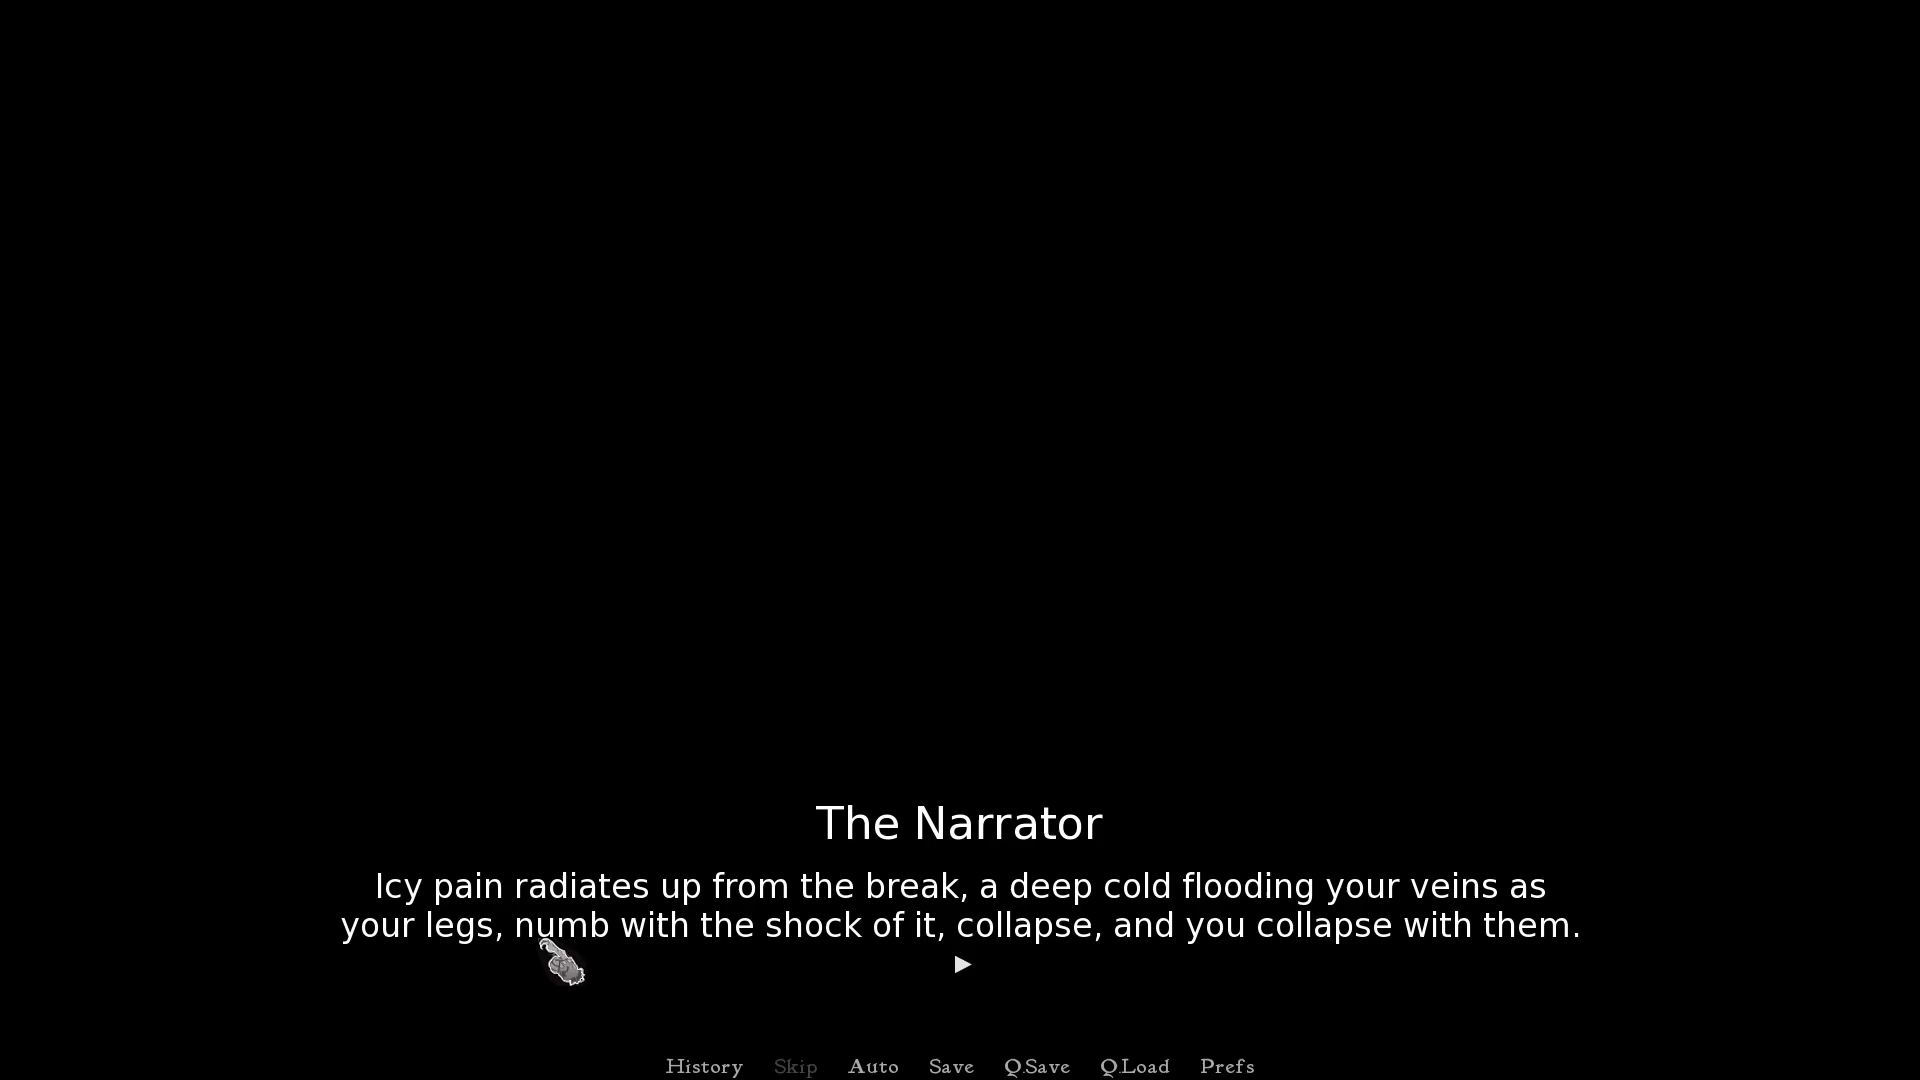 The Narrator
Icy pain radiates up from the break, a deep cold flooding your veins as
your legs, numb with the shock of it, collapse, and you collapse with them.
History Skip Auto Save Q.Save Q.Load Prefs